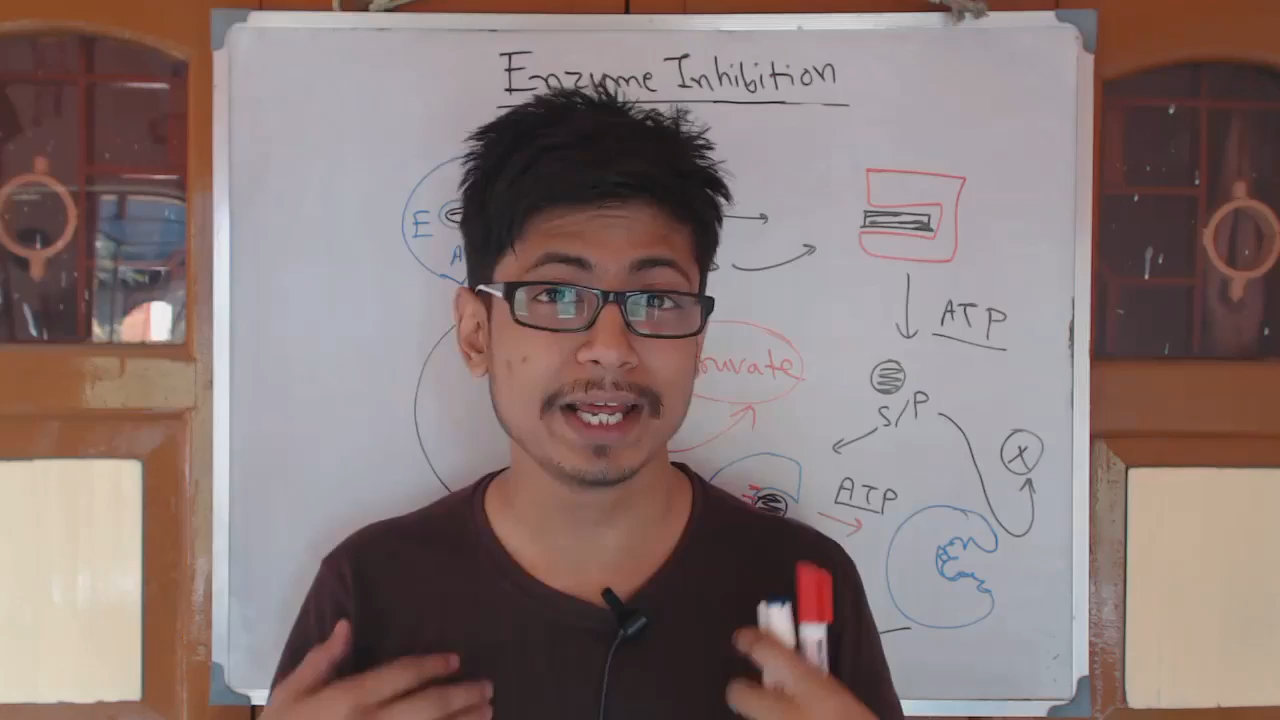 Enzyme Inhibition
E
A
ATP
S/P
X
ATP